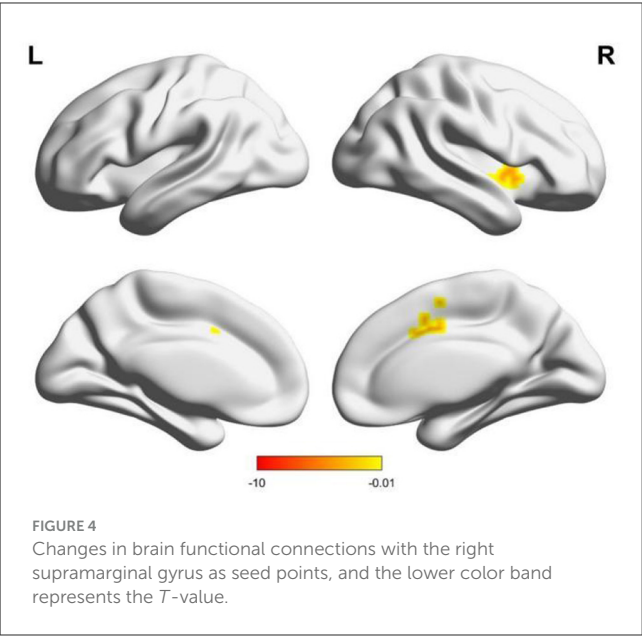 L R
-10 -0.01
FIGURE 4
Changes in brain functional connections with the right
supramarginal gyrus as seed points, and the lower color band
represents the T-value.